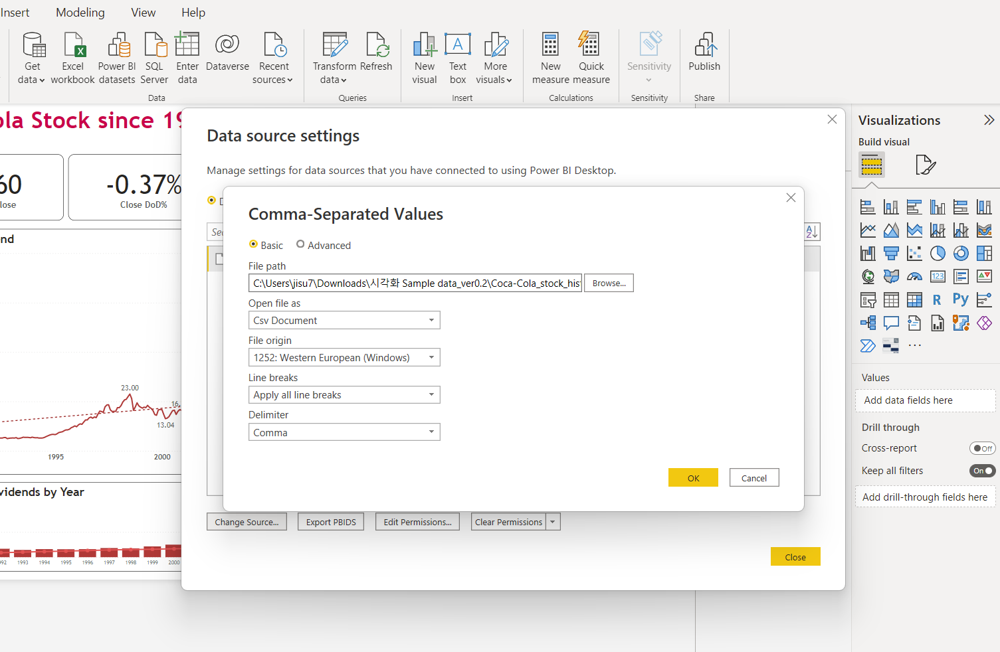 Insert Modeling View Help
Get data
Excel workbook
Power BI datasets
SQL Server
Enter data
Dataverse
Recent sources
Data
Transform data
Refresh
Queries
New visual
Text box
More visuals
Insert
New measure
Quick measure
Calculations
Sensitivity
Sensitivity
Publish
Share
ola Stock since 19
60
lose
-0.37%
Close DoD%
nd
23.00
16.
13.04
1995 2000
vidends by Year
92 1993 1994 1995 1996 1997 1998 1999 2000
Data source settings
Manage settings for data sources that you have connected to using Power BI Desktop.
Comma-Separated Values
Basic Advanced
File path
C:\Users\jisu7\Downloads\시각화 Sample data_ver0.2\Coca-Cola_stock_his
Browse...
Open file as
Csv Document
File origin
1252: Western European (Windows)
Line breaks
Apply all line breaks
Delimiter
Comma
OK Cancel
Change Source... Export PBIDS Edit Permissions... Clear Permissions
Close
Visualizations
Build visual
123
R Py
Values
Add data fields here
Drill through
Cross-report Off
Keep all filters On
Add drill-through fields here